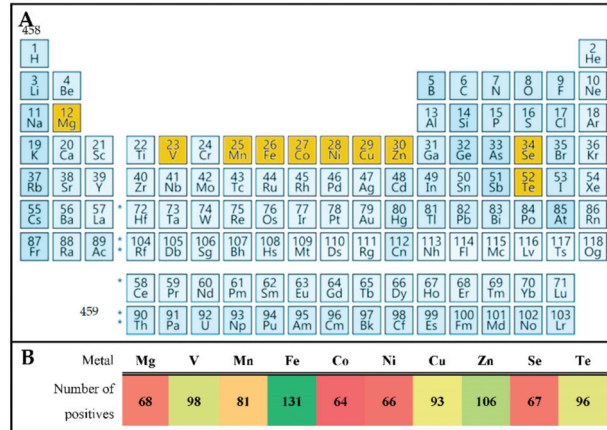 A
458
1 2
H He
3 4 5 6 7 8 9 10
Li Be B C N O F Ne
11 12 13 14 15 16 17 18
Na Mg Al Si P S Cl Ar
19 20 21 22 23 24 25 26 27 28 29 30 31 32 33 34 35 36
K Ca Sc Ti V Cr Mn Fe Co Ni Cu Zn Ga Ge As Se Br Kr
37 38 39 40 41 42 43 44 45 46 47 48 49 50 51 52 53 54
Rb Sr Y Zr Nb Mo Tc Ru Rh Pd Ag Cd In Sn Sb Te I Xe
55 56 57 * 72 73 74 75 76 77 78 79 80 81 82 83 84 85 86
Cs Ba La Hf Ta W Re Os Ir Pt Au Hg Tl Pb Bi Po At Rn
87 88 89 * * 104 105 106 107 108 109 110 111 112 113 114 115 116 117 118
Fr Ra Ac Rf Db Sg Bh Hs Mt Ds Rg Cn Nh Fl Mc Lv Ts Og
* 58 59 60 61 62 63 64 65 66 67 68 69 70 71
Ce Pr Nd Pm Sm Eu Gd Tb Dy Ho Er Tm Yb Lu
459
* * 90 91 92 93 94 95 96 97 98 99 100 101 102 103
Th Pa U Np Pu Am Cm Bk Cf Es Fm Md No Lr
B
Metal Mg V Mn Fe Co Ni Cu Zn Se Te
Number of
positives 68 98 81 131 64 66 93 106 67 96